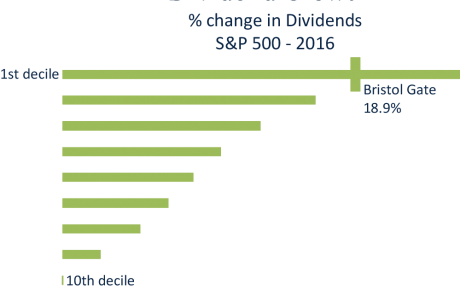 % change in Dividends
S&P 500 - 2016
1st decile
Bristol Gate
18.9%
10th decile